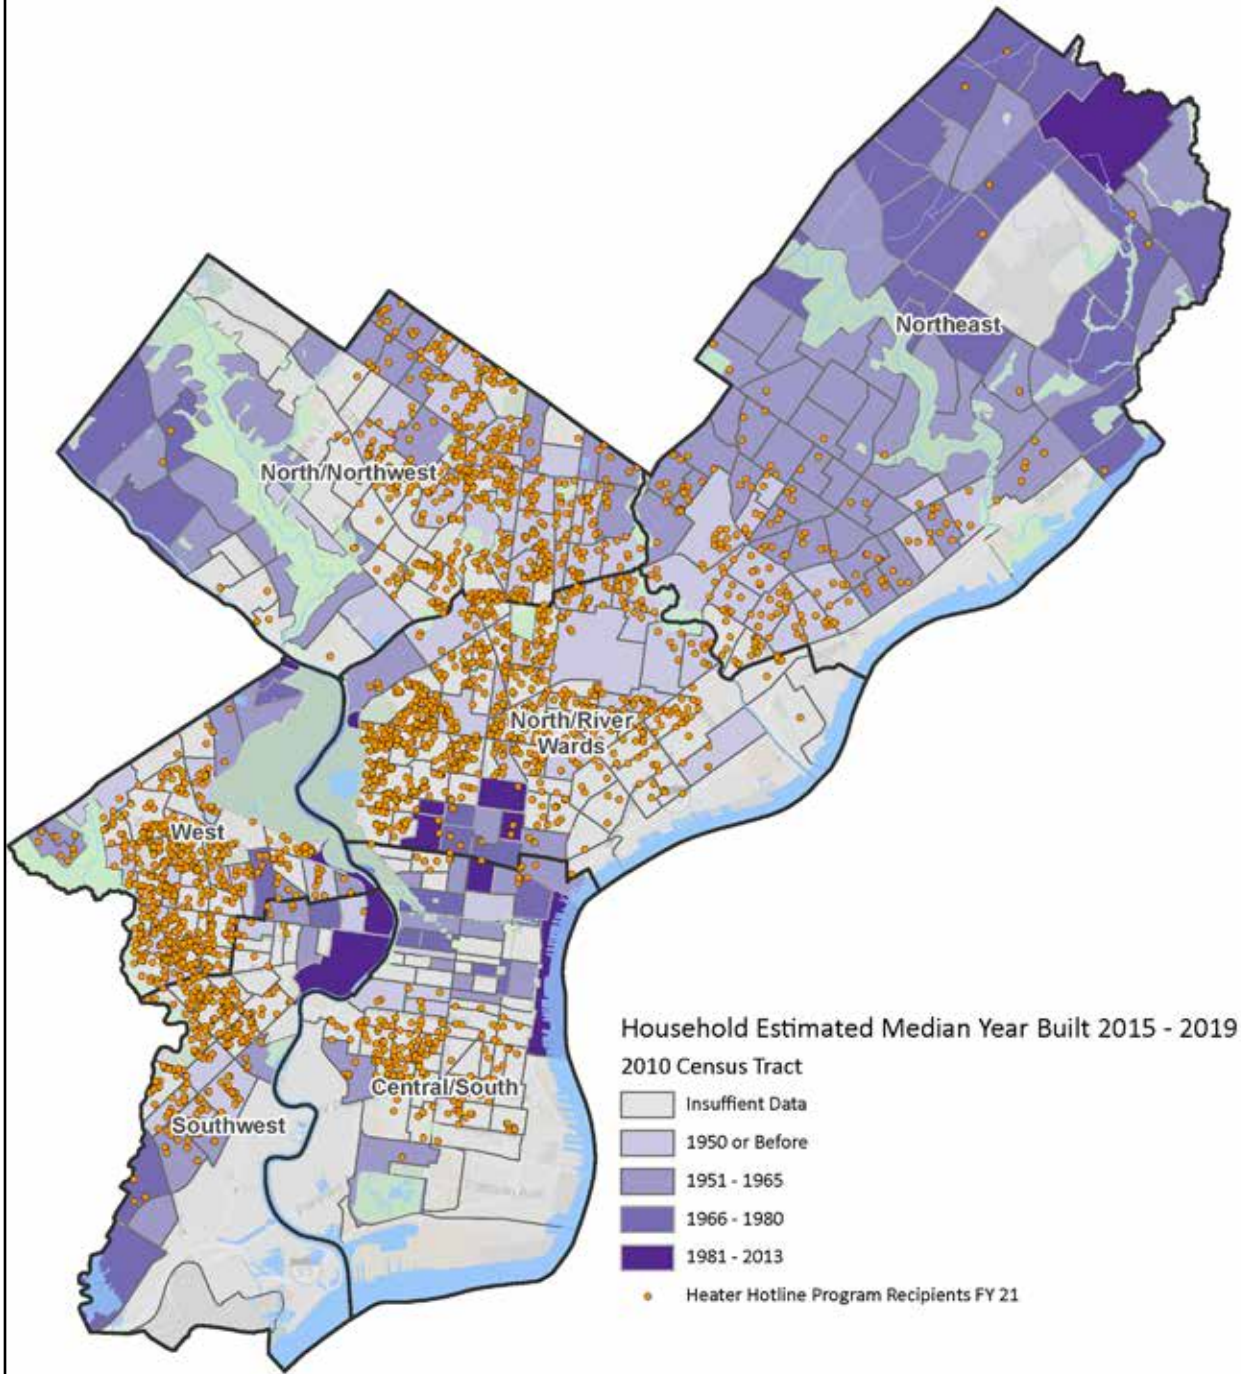 Northeast
North/Northwest
North/River
Wards
West
Central/South
Southwest
Household Estimated Median Year Built 2015 - 2019
2010 Census Tract
Insuffient Data
1950 or Before
1951 - 1965
1966 - 1980
1981 - 2013
Heater Hotline Program Recipients FY 21